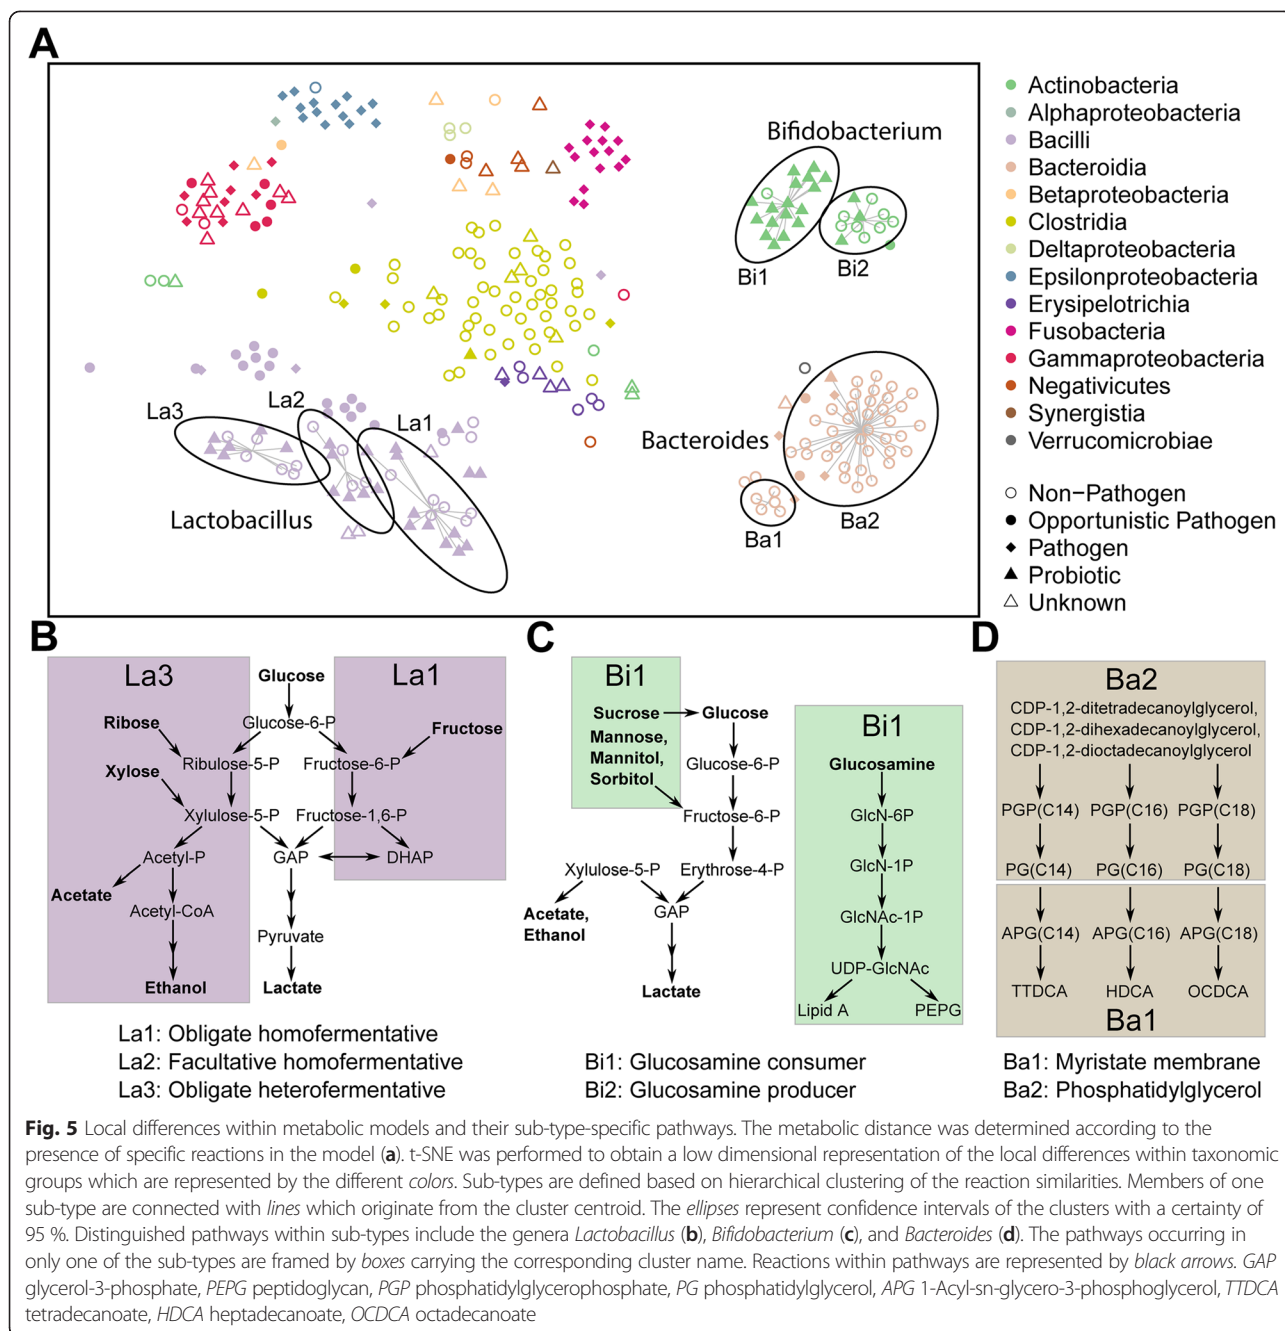 A
Bifidobacterium
Bi1
Bi2
La3
La2
La1
Lactobacillus
Bacteroides
Ba1
Ba2
Actinobacteria
Alphaproteobacteria
Bacilli
Bacteroidia
Betaproteobacteria
Clostridia
Deltaproteobacteria
Epsilonproteobacteria
Erysipelotrichia
Fusobacteria
Gammaproteobacteria
Negativicutes
Synergistia
Verrucomicrobiae
Non−Pathogen
Opportunistic Pathogen
Pathogen
Probiotic
Unknown
B
La3
La1
Glucose
Glucose-6-P
Ribose
Fructose
Ribulose-5-P
Fructose-6-P
Xylose
Xylulose-5-P
Fructose-1,6-P
Acetyl-P
GAP
DHAP
Acetate
Acetyl-CoA
Pyruvate
Ethanol
Lactate
La1: Obligate homofermentative
La2: Facultative homofermentative
La3: Obligate heterofermentative
C
Bi1
Sucrose
Glucose
Mannose,
Mannitol,
Sorbitol
Glucose-6-P
Fructose-6-P
Xylulose-5-P
Erythrose-4-P
Acetate,
Ethanol
GAP
Lactate
Bi1
Glucosamine
GlcN-6P
GlcN-1P
GlcNAc-1P
UDP-GlcNAc
Lipid A
PEPG
Bi1: Glucosamine consumer
Bi2: Glucosamine producer
D
Ba2
CDP-1,2-ditetradecanoylglycerol,
CDP-1,2-dihexadecanoylglycerol,
CDP-1,2-dioctadecanoylglycerol
PGP(C14) PGP(C16) PGP(C18)
PG(C14) PG(C16) PG(C18)
APG(C14) APG(C16) APG(C18)
TTDCA HDCA OCDCA
Ba1
Ba1: Myristate membrane
Ba2: Phosphatidylglycerol
Fig. 5 Local differences within metabolic models and their sub-type-specific pathways. The metabolic distance was determined according to the
presence of specific reactions in the model (a). t-SNE was performed to obtain a low dimensional representation of the local differences within taxonomic
groups which are represented by the different colors. Sub-types are defined based on hierarchical clustering of the reaction similarities. Members of one
sub-type are connected with lines which originate from the cluster centroid. The ellipses represent confidence intervals of the clusters with a certainty of
95 %. Distinguished pathways within sub-types include the genera Lactobacillus (b), Bifidobacterium (c), and Bacteroides (d). The pathways occurring in
only one of the sub-types are framed by boxes carrying the corresponding cluster name. Reactions within pathways are represented by black arrows. GAP
glycerol-3-phosphate, PEPG peptidoglycan, PGP phosphatidylglycerophosphate, PG phosphatidylglycerol, APG 1-Acyl-sn-glycero-3-phosphoglycerol, TTDCA
tetradecanoate, HDCA heptadecanoate, OCDCA octadecanoate